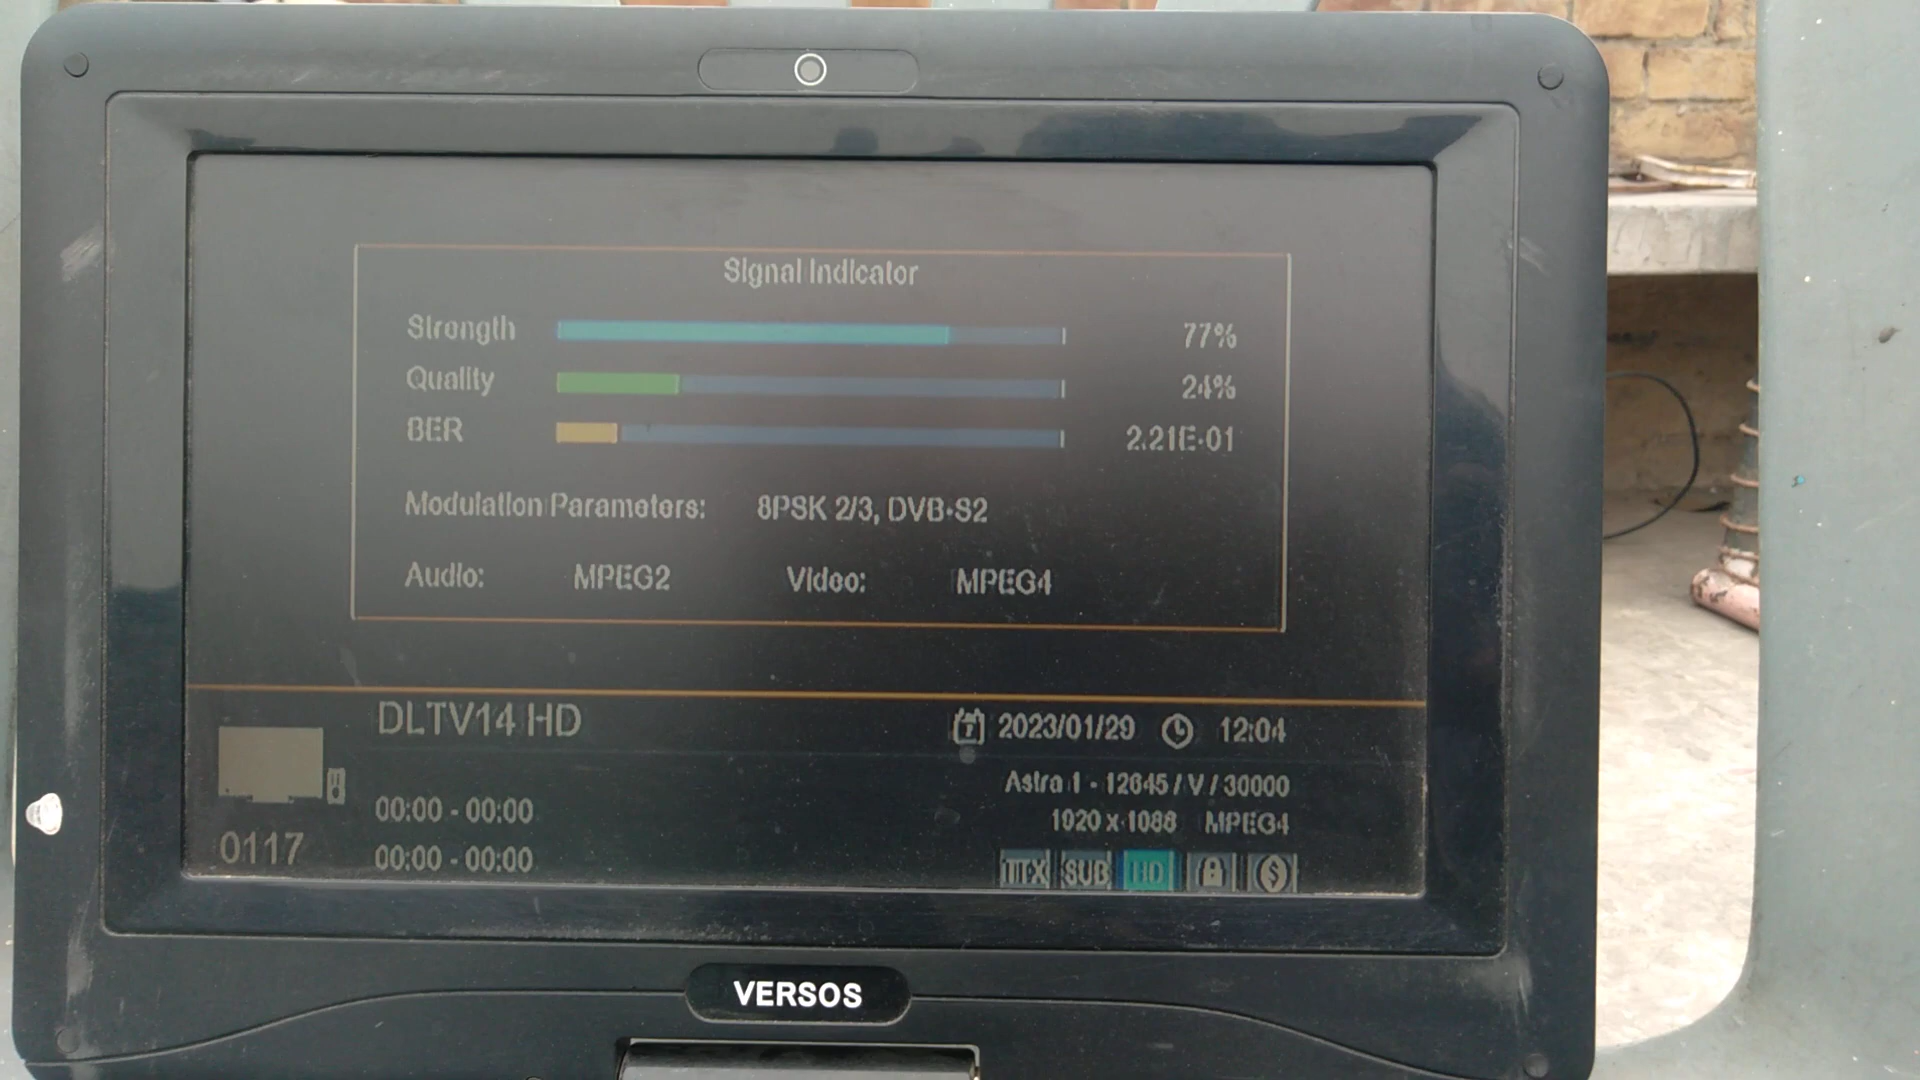 Signal Indicator
Strength 77%
Quality 24%
BER 2.21E-01
Modulation Parameters: 8PSK 2/3, DVB-S2
Audio: MPEG2 Video: MPEG4
DLTV14 HD 2023/01/29 12:04
Astra 1 - 12645 / V / 30000
00:00 - 00:00 1920 x 1088 MPEG4
0117 00:00 - 00:00 TTX SUB HD $
VERSOS